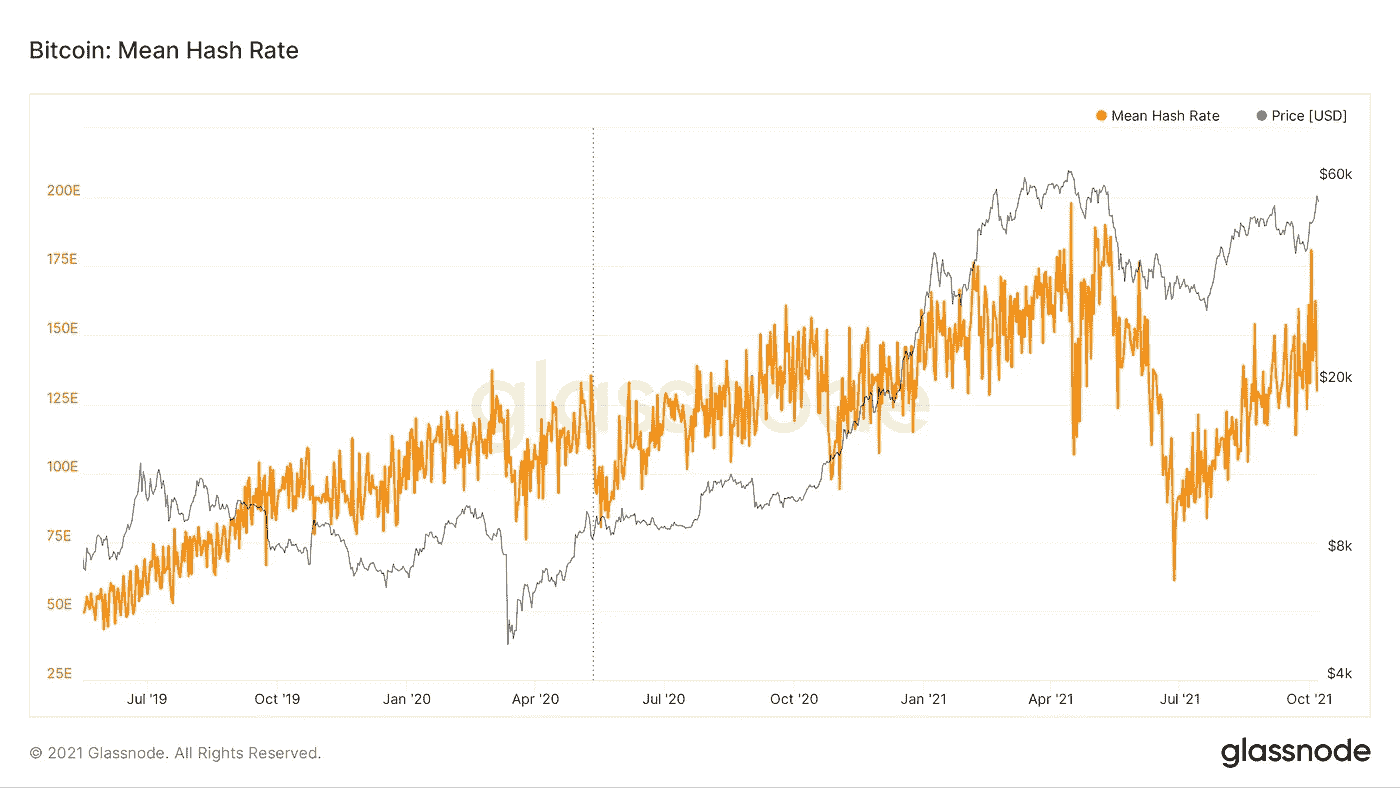 Bitcoin: Mean Hash Rate
Mean Hash Rate Price [USD]
200E
175E
150E
125E
100E
75E
50E
25E
$60k
$20k
$8k
$4k
glassnode
Jul '19 Oct '19 Jan '20 Apr '20 Jul '20 Oct '20 Jan '21 Apr '21 Jul '21 Oct '21
© 2021 Glassnode. All Rights Reserved.
glassnode